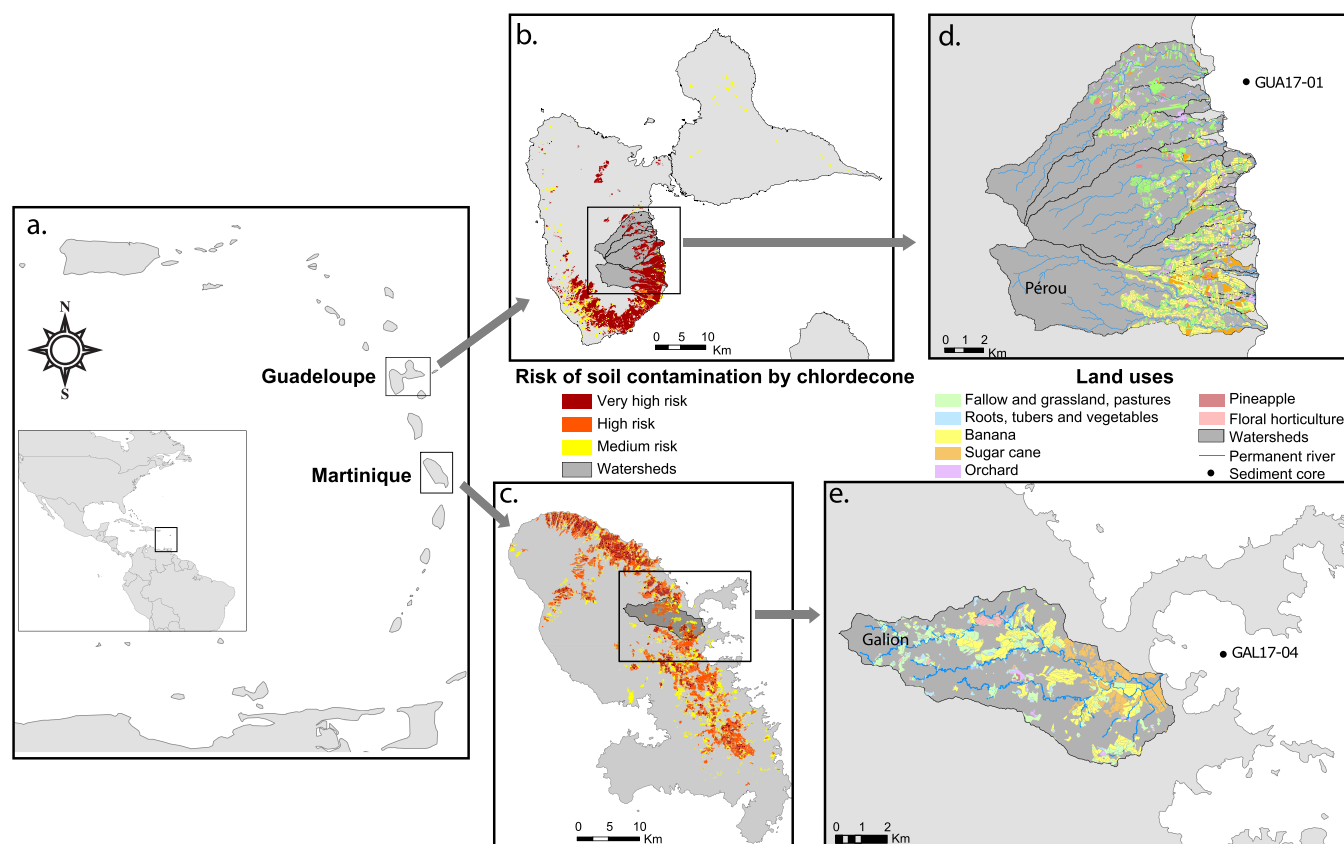 a.
N
S
Guadeloupe
Martinique
b.
0 5 10
Km
d.
GUA17-01
Pérou
0 1 2
Km
Risk of soil contamination by chlordecone
Very high risk
High risk
Medium risk
Watersheds
Land uses
Fallow and grassland, pastures
Roots, tubers and vegetables
Banana
Sugar cane
Orchard
Pineapple
Floral horticulture
Watersheds
Permanent river
Sediment core
c.
0 5 10
Km
e.
Galion
GAL17-04
0 1 2
Km